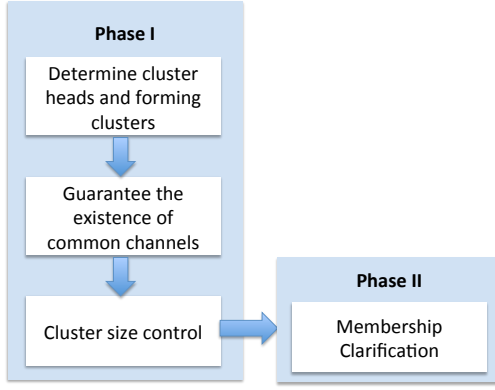 Phase I
Determine cluster
heads and forming
clusters
Guarantee the
existence of
common channels
Cluster size control
Phase II
Membership
Clarification